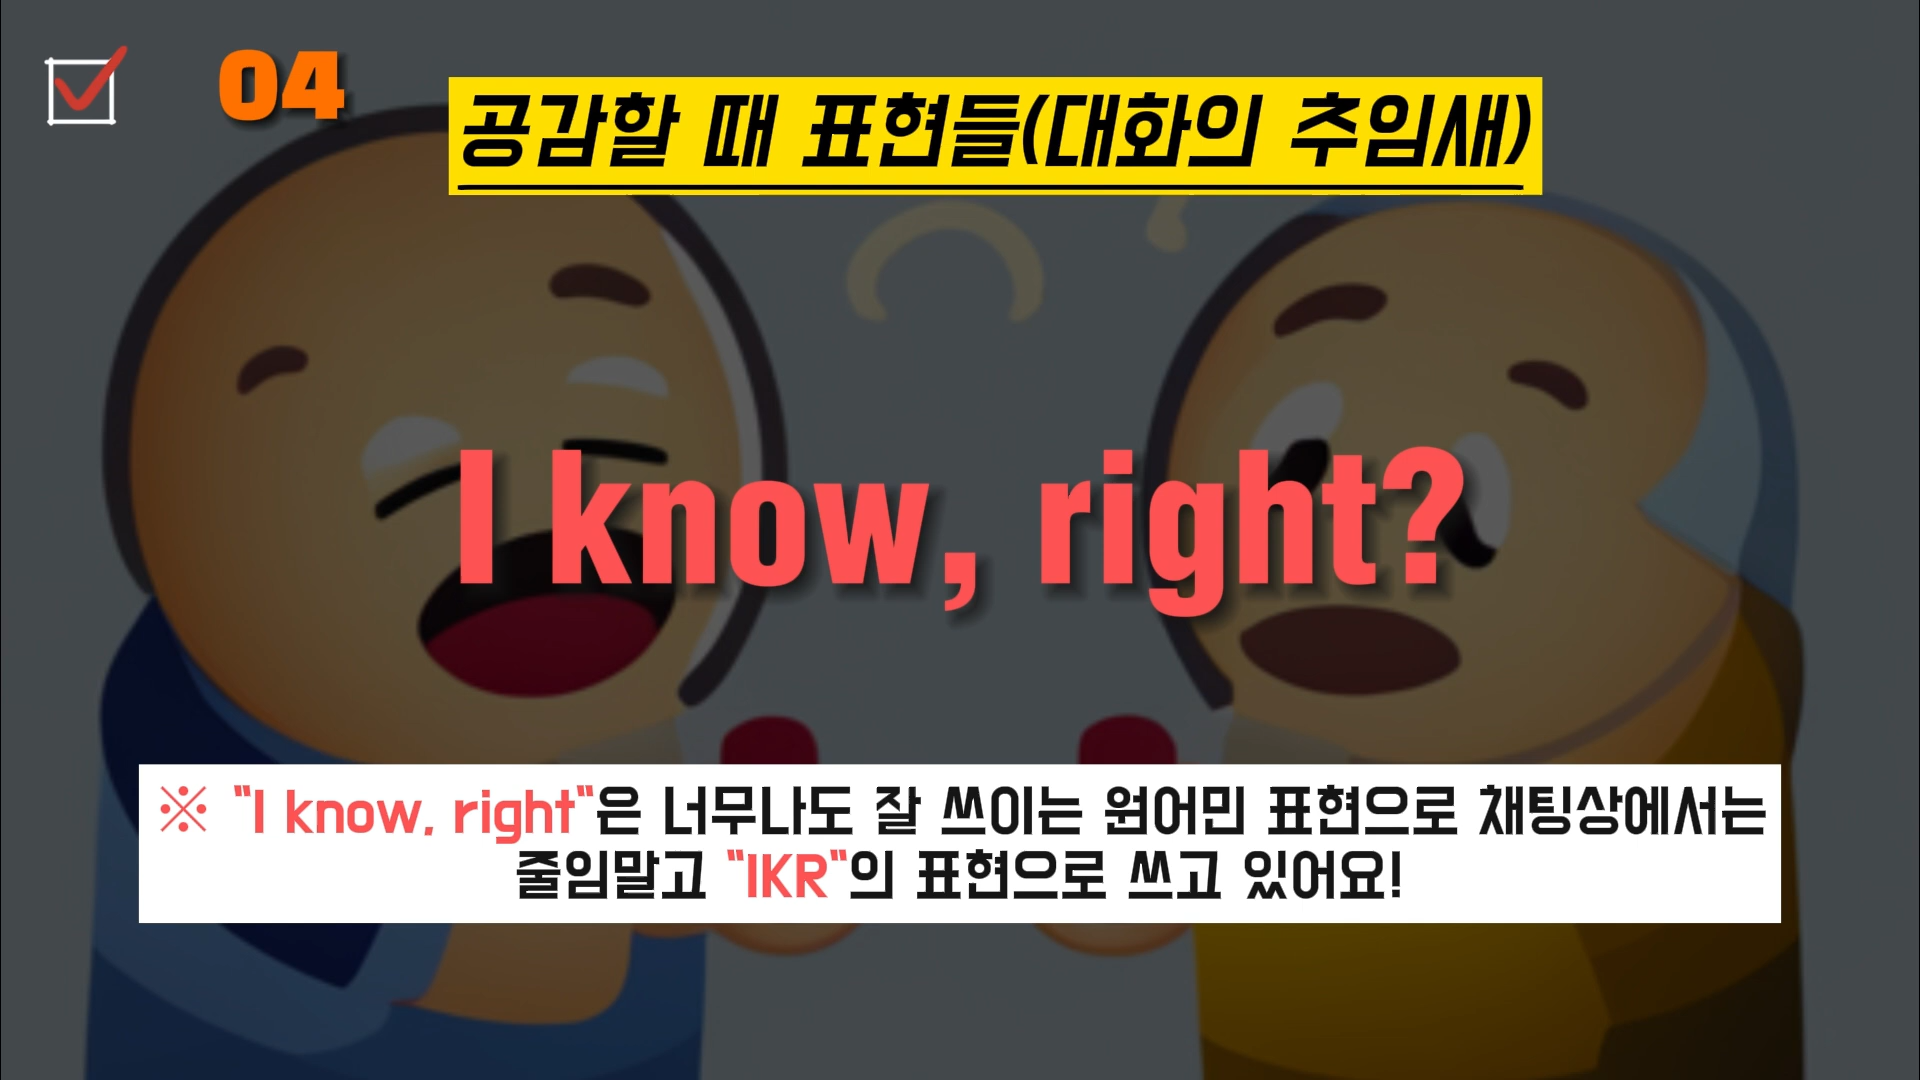 04
공감할 때 표현들(대화의 추임새)
I know, right?
※ "I know, right"은 너무나도 잘 쓰이는 원어민 표현으로 채팅상에서는
줄임말고 "IKR"의 표현으로 쓰고 있어요!